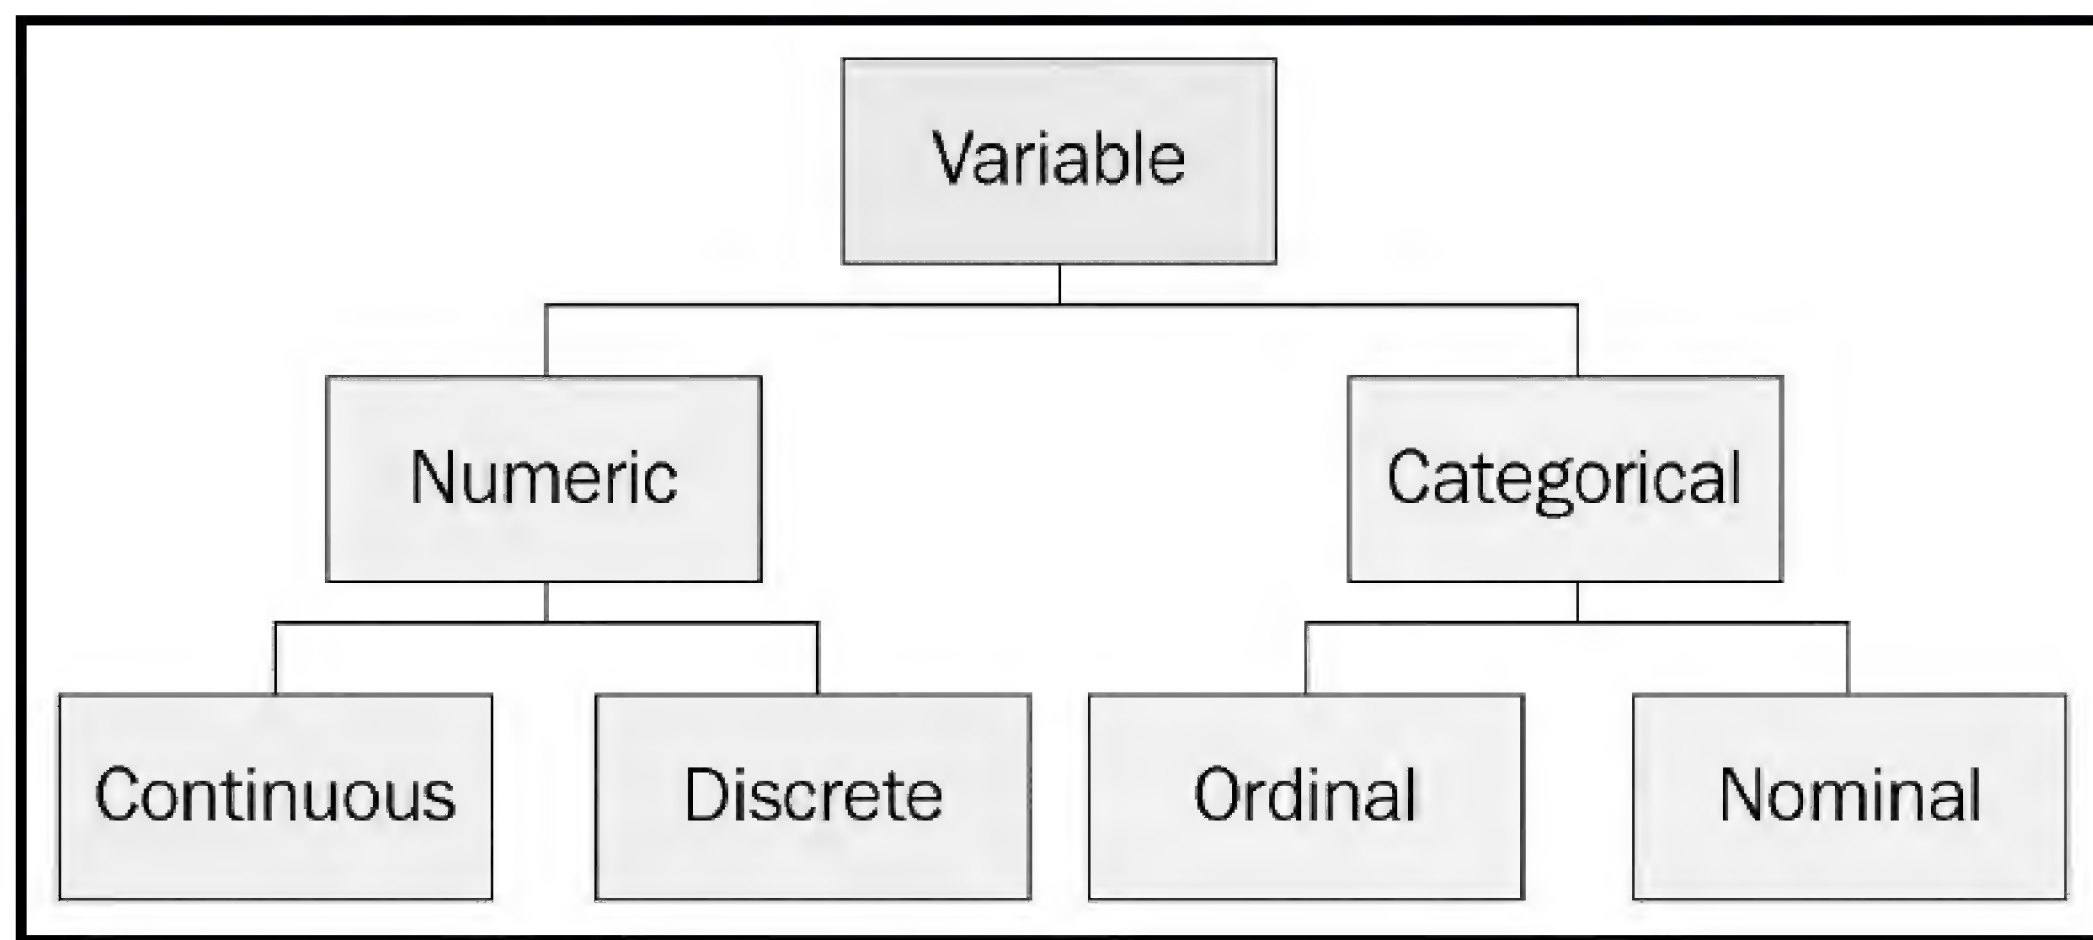 Variable
Numeric
Categorical
Continuous
Discrete
Ordinal
Nominal